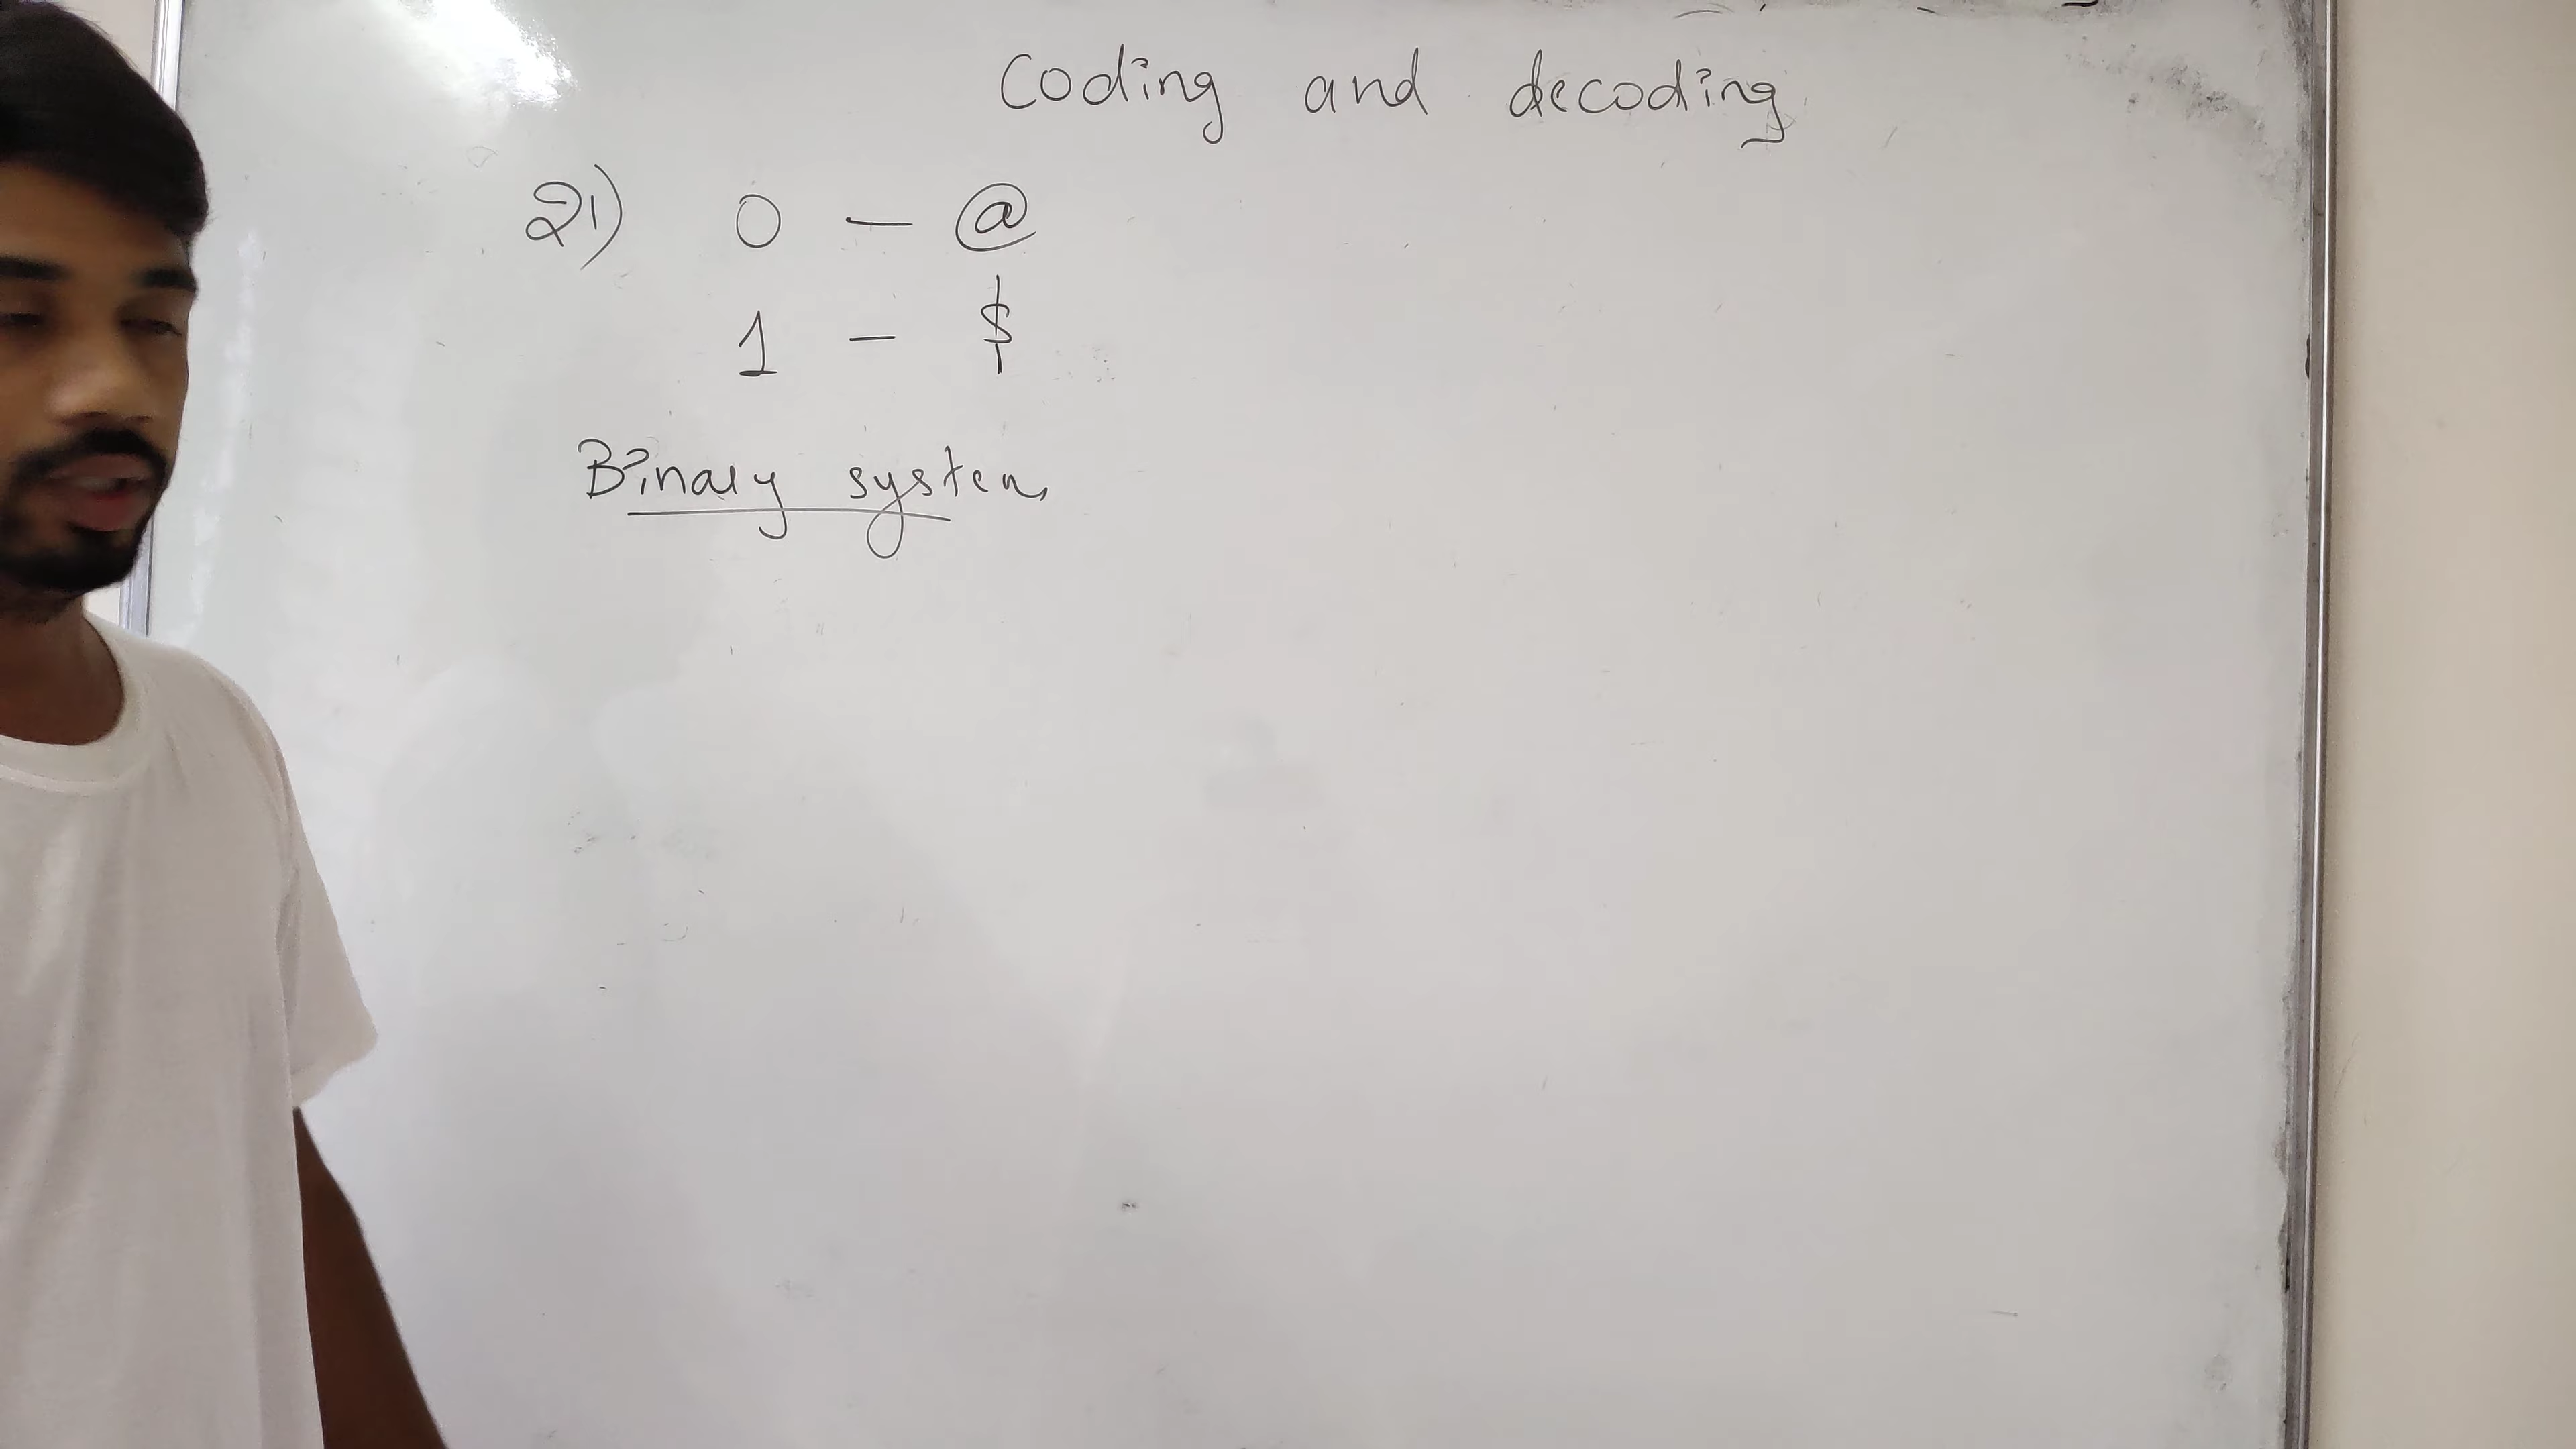 Coding and decoding
21) 0 - @
1 - $
Binary system